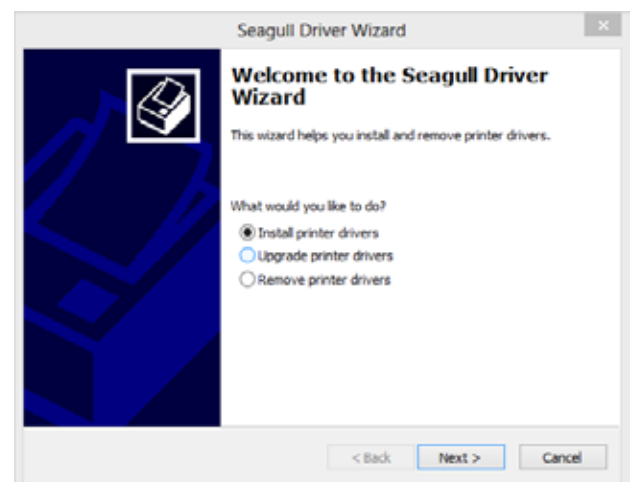 Seagull Driver Wizard
Welcome to the Seagull Driver
Wizard
This wizard helps you install and remove printer drivers.
What would you like to do?
Install printer drivers
Upgrade printer drivers
Remove printer drivers
< Back Next > Cancel